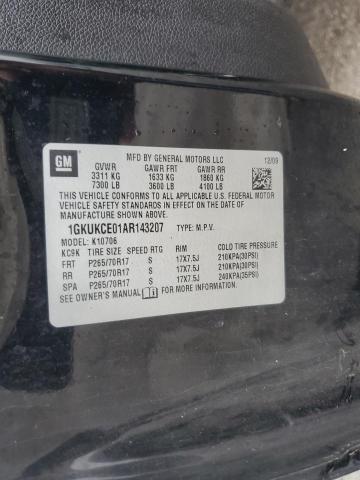 GM
MFD BY GENERAL MOTORS LLC 12/09
GVWR GAWR FRT GAWR RR
3311 KG 1633 KG 1860 KG
7300 LB 3600 LB 4100 LB
THIS VEHICLE CONFORMS TO ALL APPLICABLE U.S. FEDERAL MOTOR
VEHICLE SAFETY, BUMPER, AND THEFT PREVENTION STANDARDS IN
EFFECT ON THE DATE OF MANUFACTURE SHOWN ABOVE.
1GKUKCE01AR143207 TYPE: M.P.V.
MODEL: K10706
KC9K TIRE SIZE SPEED RTG RIM COLD TIRE PRESSURE
FRT P265/70R17 S 17X7.5J 210KPA(30PSI)
RR P265/70R17 S 17X7.5J 210KPA(30PSI)
SPA P265/70R17 S 17X7.5J 240KPA(35PSI)
SEE OWNER MANUAL FOR MORE INFORMATION.